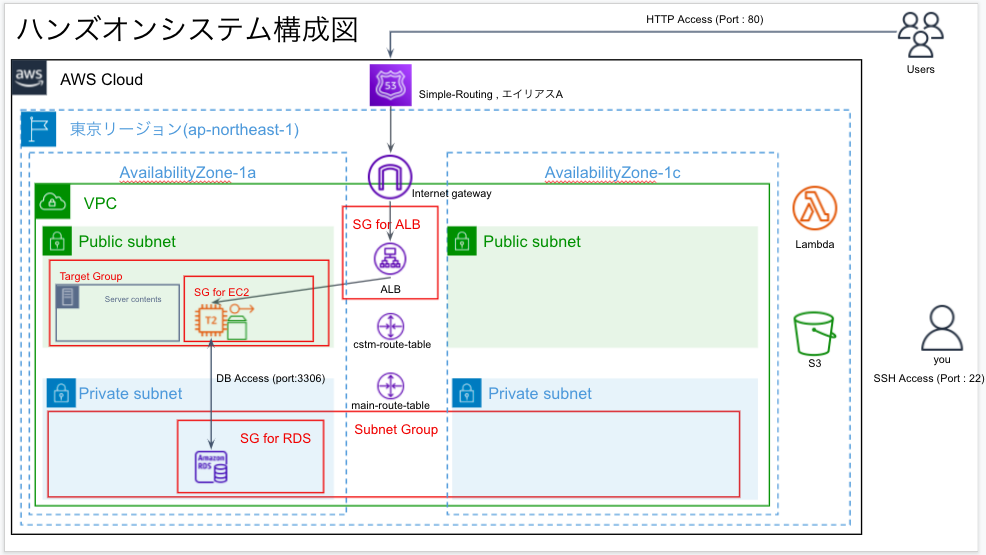 ハンズオンシステム構成図
HTTP Access (Port : 80)
Users
aws
AWS Cloud
53
Simple-Routing , エイリアスA
東京リージョン(ap-northeast-1)
AvailabilityZone-1a
AvailabilityZone-1c
Internet gateway
VPC
SG for ALB
Public subnet
Public subnet
Lambda
Target Group
Server contents
SG for EC2
T2
ALB
cstm-route-table
S3
you
SSH Access (Port : 22)
DB Access (port:3306)
Private subnet
main-route-table
Private subnet
Subnet Group
SG for RDS
Amazon
RDS